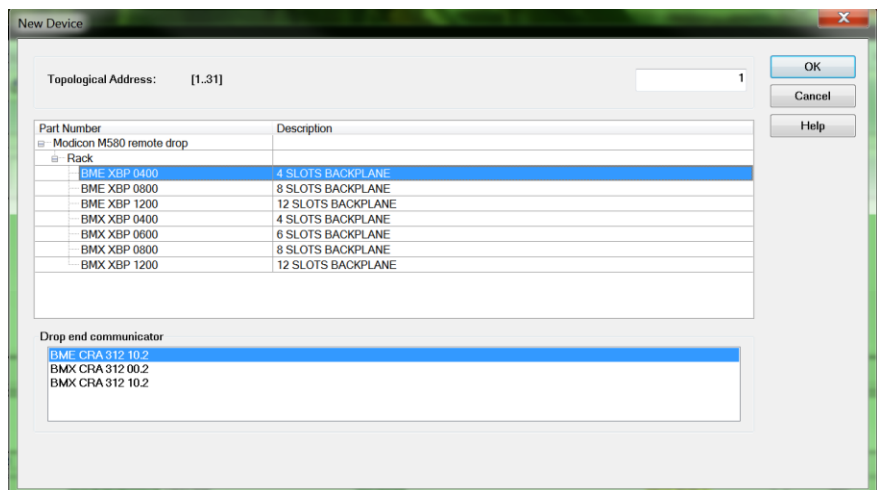 New Device
Topological Address: [1..31] 1
OK
Cancel
Help
Part Number Description
Modicon M580 remote drop
Rack
BME XBP 0400 4 SLOTS BACKPLANE
BME XBP 0800 8 SLOTS BACKPLANE
BME XBP 1200 12 SLOTS BACKPLANE
BMX XBP 0400 4 SLOTS BACKPLANE
BMX XBP 0600 6 SLOTS BACKPLANE
BMX XBP 0800 8 SLOTS BACKPLANE
BMX XBP 1200 12 SLOTS BACKPLANE
Drop end communicator
BME CRA 312 10.2
BMX CRA 312 00.2
BMX CRA 312 10.2